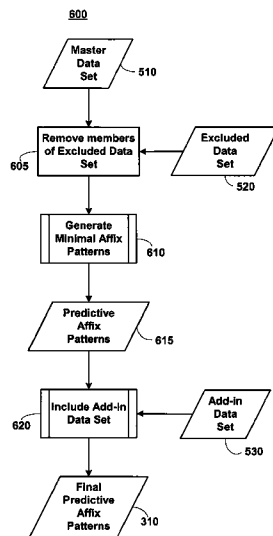 600
Master
Data
Set
510
Remove members
of Excluded Data
Set
605
Excluded
Data
Set
520
Generate
Minimal Affix
Patterns
610
Predictive
Affix
Patterns
615
Include Add-in
Data Set
620
Add-in
Data
Set
530
Final
Predictive
Affix
Patterns
310